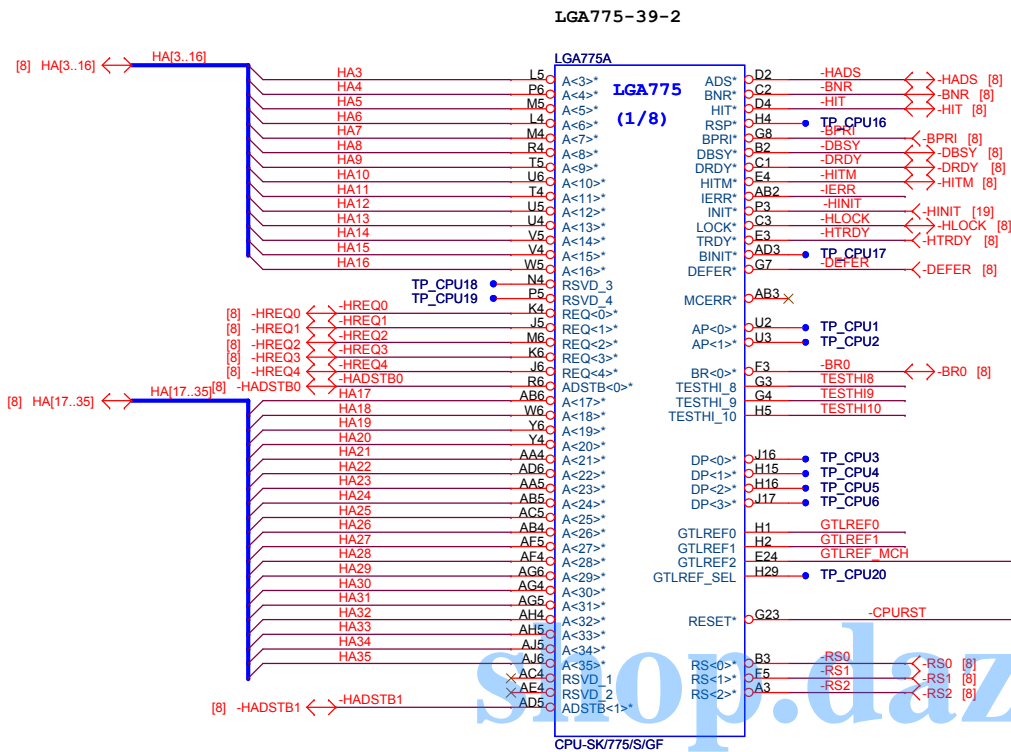 LGA775-39-2
LGA775A
LGA775
(1/8)
[8] HA[3..16] HA[3..16]
HA3 L5 A<3>* ADS* D2 -HADS -HADS [8]
HA4 P6 A<4>* BNR* C2 -BNR -BNR [8]
HA5 M5 A<5>* HIT* D4 -HIT -HIT [8]
HA6 L4 A<6>* RSP* H4 TP_CPU16
HA7 M4 A<7>* BPRI* G8 -BPRI -BPRI [8]
HA8 R4 A<8>* DBSY* B2 -DBSY -DBSY [8]
HA9 T5 A<9>* DRDY* C1 -DRDY -DRDY [8]
HA10 U6 A<10>* HITM* E4 -HITM -HITM [8]
HA11 T4 A<11>* IERR* AB2 -IERR
HA12 U5 A<12>* INIT* P3 -HINIT -HINIT [19]
HA13 U4 A<13>* LOCK* C3 -HLOCK -HLOCK [8]
HA14 V5 A<14>* TRDY* E3 -HTRDY -HTRDY [8]
HA15 V4 A<15>* BINIT* AD3 TP_CPU17
HA16 W5 A<16>* DEFER* G7 -DEFER -DEFER [8]
TP_CPU18 N4 RSVD_3
TP_CPU19 P5 RSVD_4 MCERR* AB3
[8] -HREQ0 -HREQ0 K4 REQ<0>*
[8] -HREQ1 -HREQ1 J5 REQ<1>* AP<0>* U2 TP_CPU1
[8] -HREQ2 -HREQ2 M6 REQ<2>* AP<1>* U3 TP_CPU2
[8] -HREQ3 -HREQ3 K6 REQ<3>*
[8] -HREQ4 -HREQ4 J6 REQ<4>* BR<0>* F3 -BR0 -BR0 [8]
[8] -HADSTB0 -HADSTB0 R6 ADSTB<0>* TESTHI_8 G3 TESTHI8
[8] HA[17..35] HA[17..35]
HA17 AB6 A<17>* TESTHI_9 G4 TESTHI9
HA18 W6 A<18>* TESTHI_10 H5 TESTHI10
HA19 Y6 A<19>*
HA20 Y4 A<20>*
HA21 AA4 A<21>* DP<0>* J16 TP_CPU3
HA22 AD6 A<22>* DP<1>* H15 TP_CPU4
HA23 AA5 A<23>* DP<2>* H16 TP_CPU5
HA24 AB5 A<24>* DP<3>* J17 TP_CPU6
HA25 AC5 A<25>*
HA26 AB4 A<26>* GTLREF0 H1 GTLREF0
HA27 AF5 A<27>* GTLREF1 H2 GTLREF1
HA28 AF4 A<28>* GTLREF2 E24 GTLREF_MCH
HA29 AG6 A<29>* GTLREF_SEL H29 TP_CPU20
HA30 AG4 A<30>*
HA31 AG5 A<31>*
HA32 AH4 A<32>* RESET* G23 -CPURST
HA33 AH5 A<33>*
HA34 AJ5 A<34>*
HA35 AJ6 A<35>* RS<0>* B3 -RS0 -RS0 [8]
AC4 RSVD_1 RS<1>* F5 -RS1 -RS1 [8]
AE4 RSVD_2 RS<2>* A3 -RS2 -RS2 [8]
[8] -HADSTB1 -HADSTB1 AD5 ADSTB<1>*
CPU-SK/775/S/GF
shop.daz